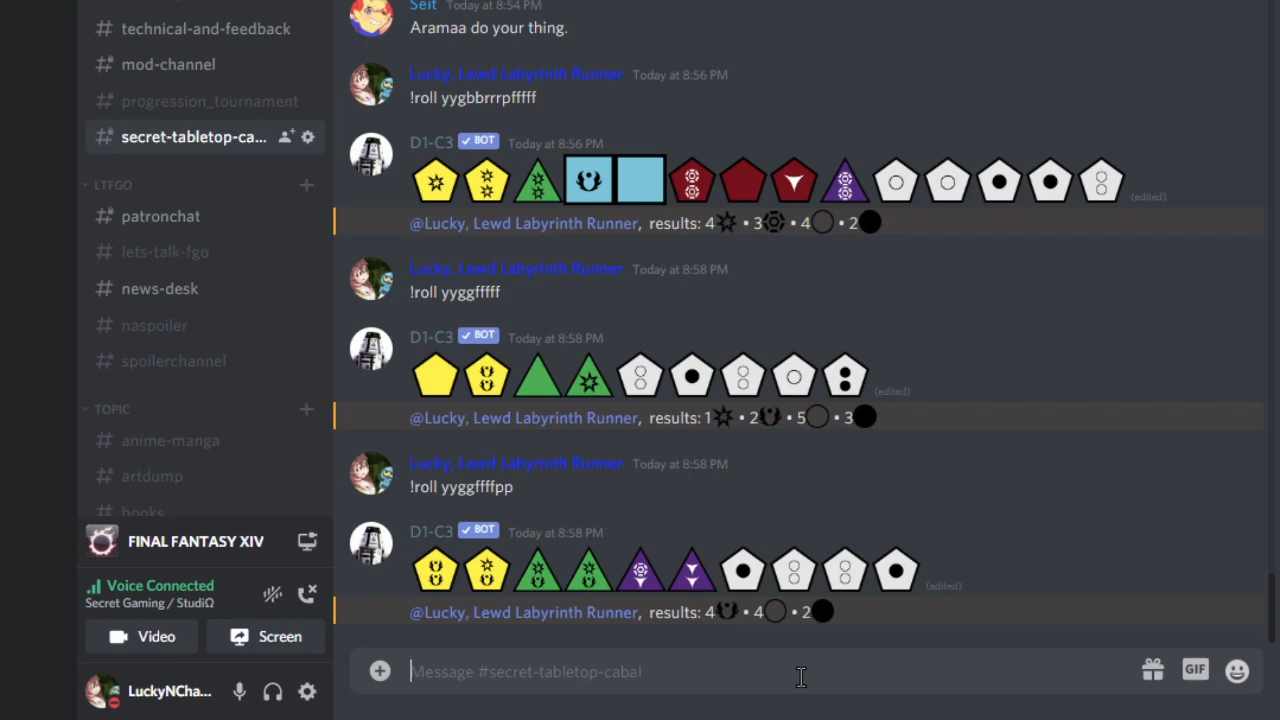 Seit Today at 8:54 PM
Aramaa do your thing.
technical-and-feedback
mod-channel
progression_tournament
secret-tabletop-ca...
LTFGO
patronchat
lets-talk-fgo
news-desk
naspoiler
spoilerchannel
TOPIC
anime-manga
artdump
books
FINAL FANTASY XIV
Voice Connected
Secret Gaming / StudiΩ
Video
Screen
LuckyNCha...
Lucky, Lewd Labyrinth Runner Today at 8:56 PM
!roll yygbbrrrpfffff
D1-C3 BOT Today at 8:56 PM
(edited)
@Lucky, Lewd Labyrinth Runner, results: 4 • 3 • 4 • 2
Lucky, Lewd Labyrinth Runner Today at 8:58 PM
!roll yyggfffff
D1-C3 BOT Today at 8:58 PM
(edited)
@Lucky, Lewd Labyrinth Runner, results: 1 • 2 • 5 • 3
Lucky, Lewd Labyrinth Runner Today at 8:58 PM
!roll yyggffffpp
D1-C3 BOT Today at 8:58 PM
(edited)
@Lucky, Lewd Labyrinth Runner, results: 4 • 4 • 2
Message #secret-tabletop-cabal
GIF